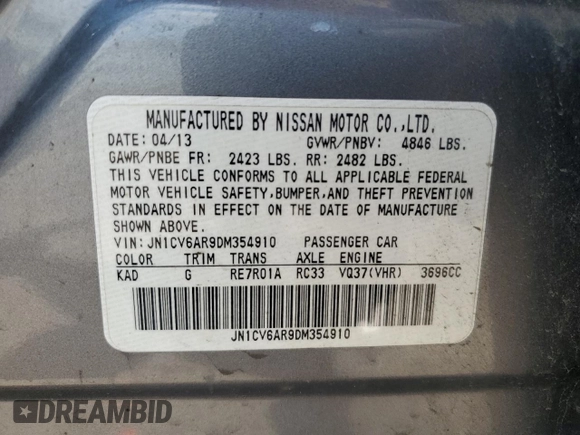 MANUFACTURED BY NISSAN MOTOR CO.,LTD.
DATE: 04/13 GVWR/PNBV: 4846 LBS.
GAWR/PNBE FR: 2423 LBS. RR: 2482 LBS.
THIS VEHICLE CONFORMS TO ALL APPLICABLE FEDERAL
MOTOR VEHICLE SAFETY,BUMPER,AND THEFT PREVENTION
STANDARDS IN EFFECT ON THE DATE OF MANUFACTURE
SHOWN ABOVE.
VIN: JN1CV6AR9DM354910 PASSENGER CAR
COLOR TRIM TRANS AXLE ENGINE
KAD G RE7R01A RC33 VQ37(VHR) 3696CC
JN1CV6AR9DM354910
DREAMBID